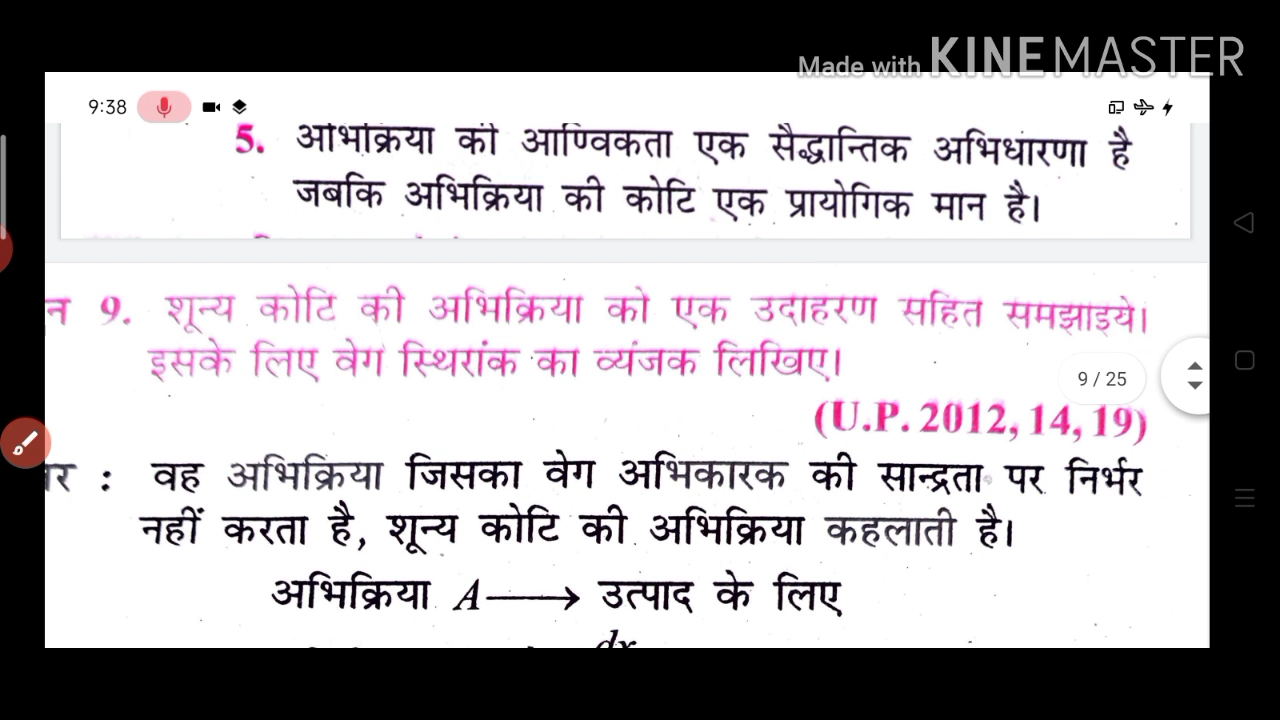 Made with KINEMASTER
9:38
5. अभिक्रिया की आण्विकता एक सैद्धान्तिक अभिधारणा है
जबकि अभिक्रिया की कोटि एक प्रायोगिक मान है।
न 9. शून्य कोटि की अभिक्रिया को एक उदाहरण सहित समझाइये।
इसके लिए वेग स्थिरांक का व्यंजक लिखिए।
9 / 25
(U.P. 2012, 14, 19)
तर : वह अभिक्रिया जिसका वेग अभिकारक की सान्द्रता पर निर्भर
नहीं करता है, शून्य कोटि की अभिक्रिया कहलाती है।
अभिक्रिया A ⟶ उत्पाद के लिए
dx